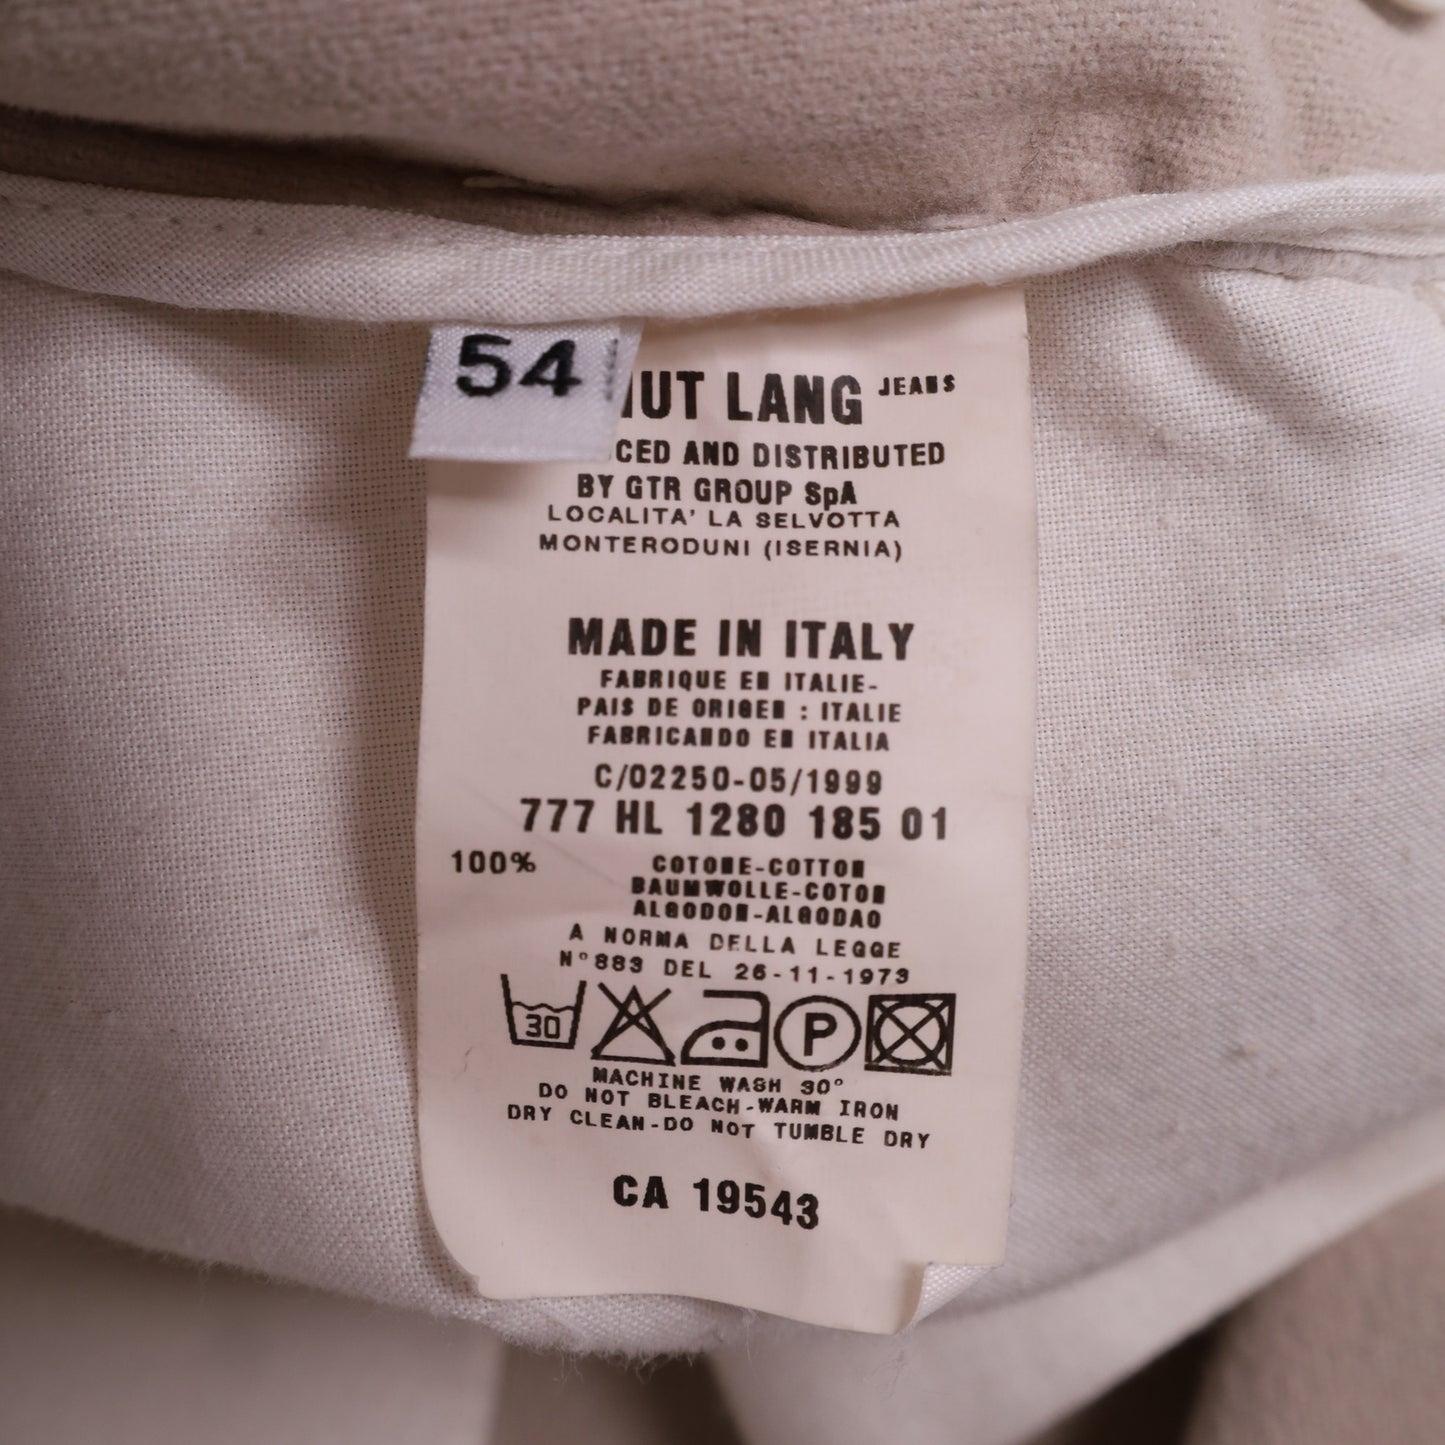 54
LANG JEANS
AND DISTRIBUTED
BY GTR GROUP SpA
LOCALITA' LA SELVOTTA
MONTERODUNI (ISERNIA)
MADE IN ITALY
FABRIQUE EN ITALIE-
PAIS DE ORIGEN : ITALIE
FABRICANDO EN ITALIA
C/02250-05/1999
777 HL 1280 185 01
100% COTONE-COTTON
BAUMWOLLE-COTON
ALGODON-ALGODAO
A NORMA DELLA LEGGE
N°883 DEL 26-11-1973
30 P
MACHINE WASH 30°
DO NOT BLEACH-WARM IRON
DRY CLEAN-DO NOT TUMBLE DRY
CA 19543